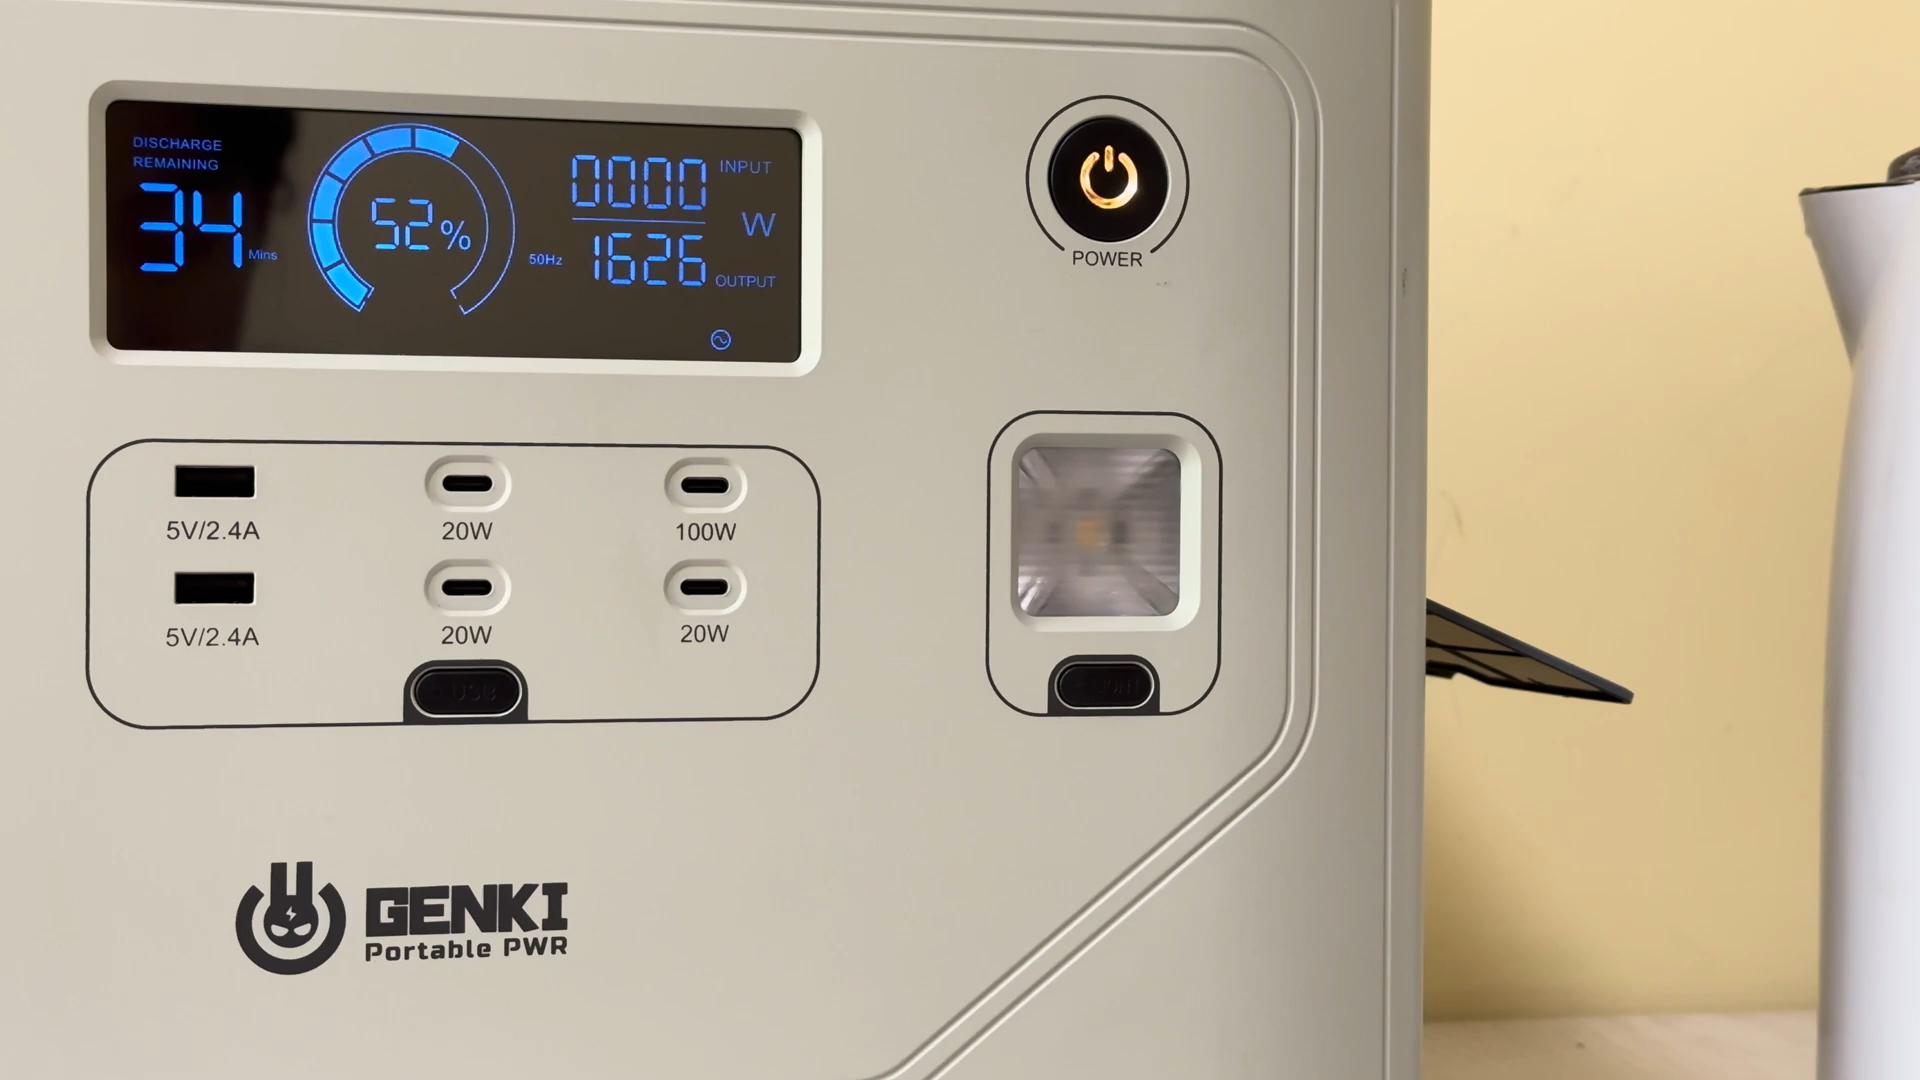 DISCHARGE
REMAINING
34 Mins
52%
50Hz
0000 INPUT
W
1626 OUTPUT
POWER
5V/2.4A
20W
100W
5V/2.4A
20W
20W
USB
GENKI
Portable PWR